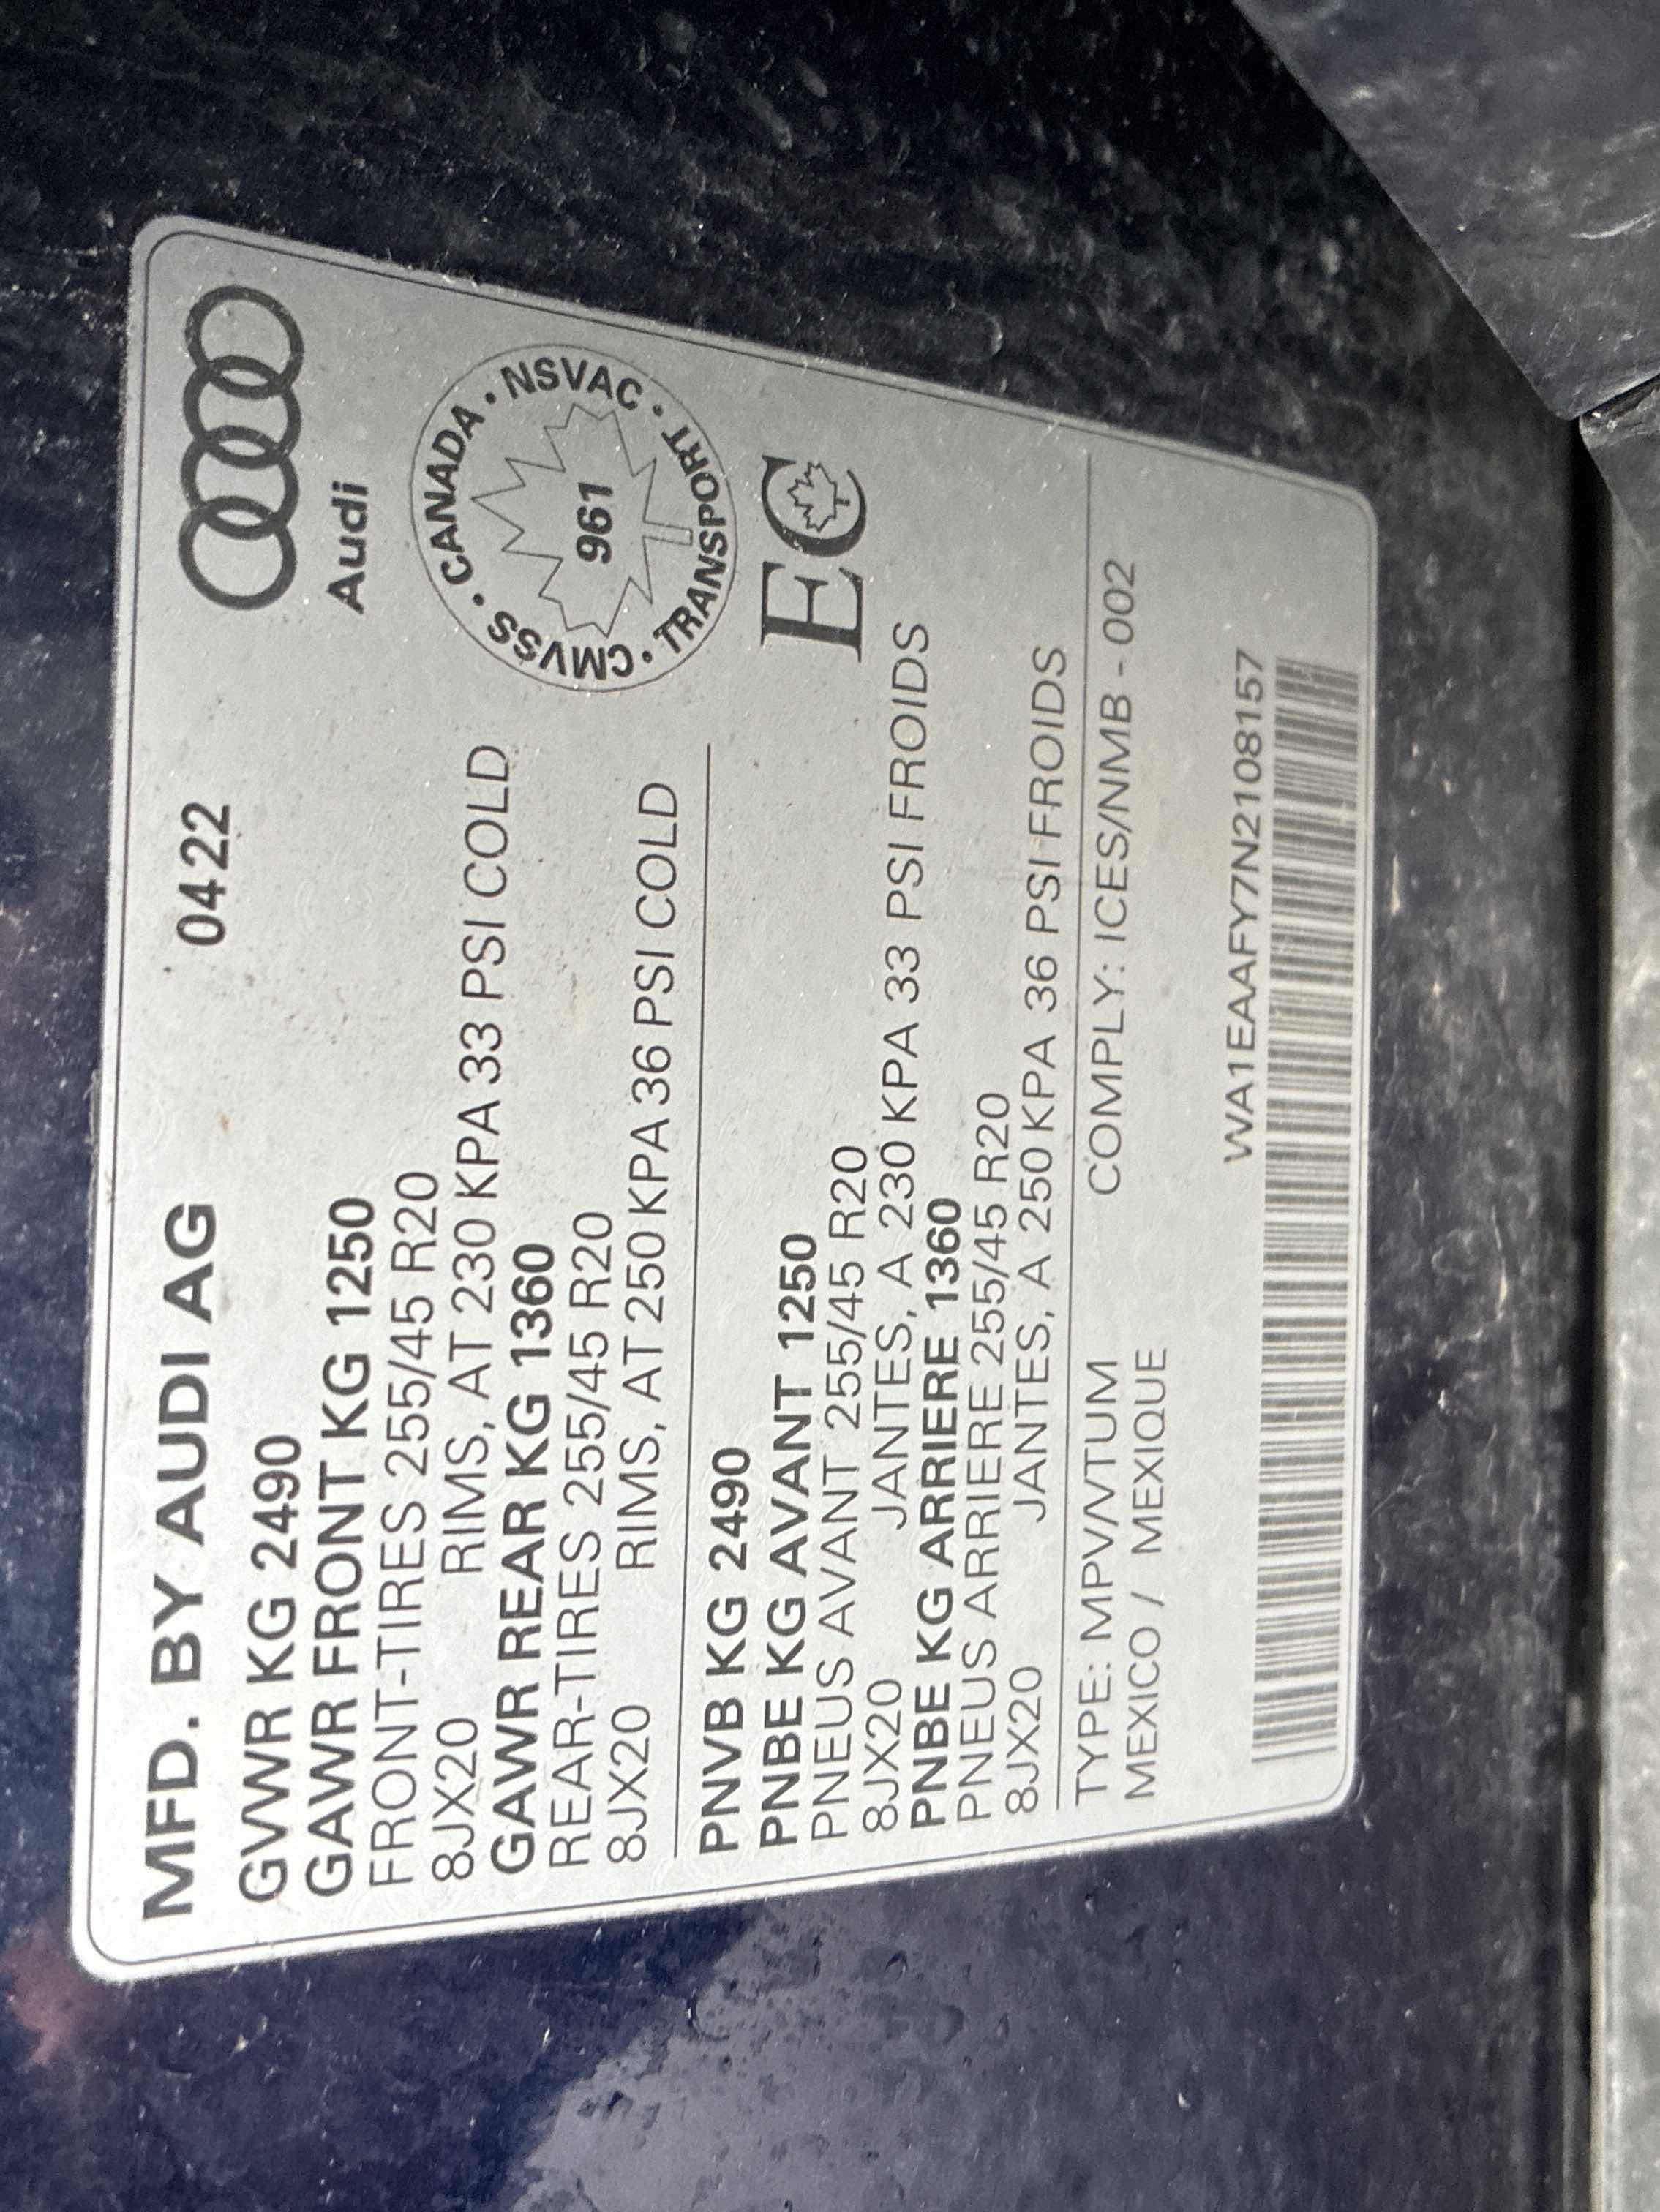 MFD. BY AUDI AG 0422
Audi
GVWR KG 2490
GAWR FRONT KG 1250
FRONT-TIRES 255/45 R20
8JX20 RIMS, AT 230 KPA 33 PSI COLD
GAWR REAR KG 1360
REAR-TIRES 255/45 R20
8JX20 RIMS, AT 250 KPA 36 PSI COLD
CMVSS • CANADA • NSVAC • TRANSPORT •
961
EC
PNVB KG 2490
PNBE KG AVANT 1250
PNEUS AVANT 255/45 R20
8JX20 JANTES, A 230 KPA 33 PSI FROIDS
PNBE KG ARRIERE 1360
PNEUS ARRIERE 255/45 R20
8JX20 JANTES, A 250 KPA 36 PSI FROIDS
TYPE: MPV/VTUM COMPLY: ICES/NMB - 002
MEXICO / MEXIQUE
WA1EAAFY7N2108157